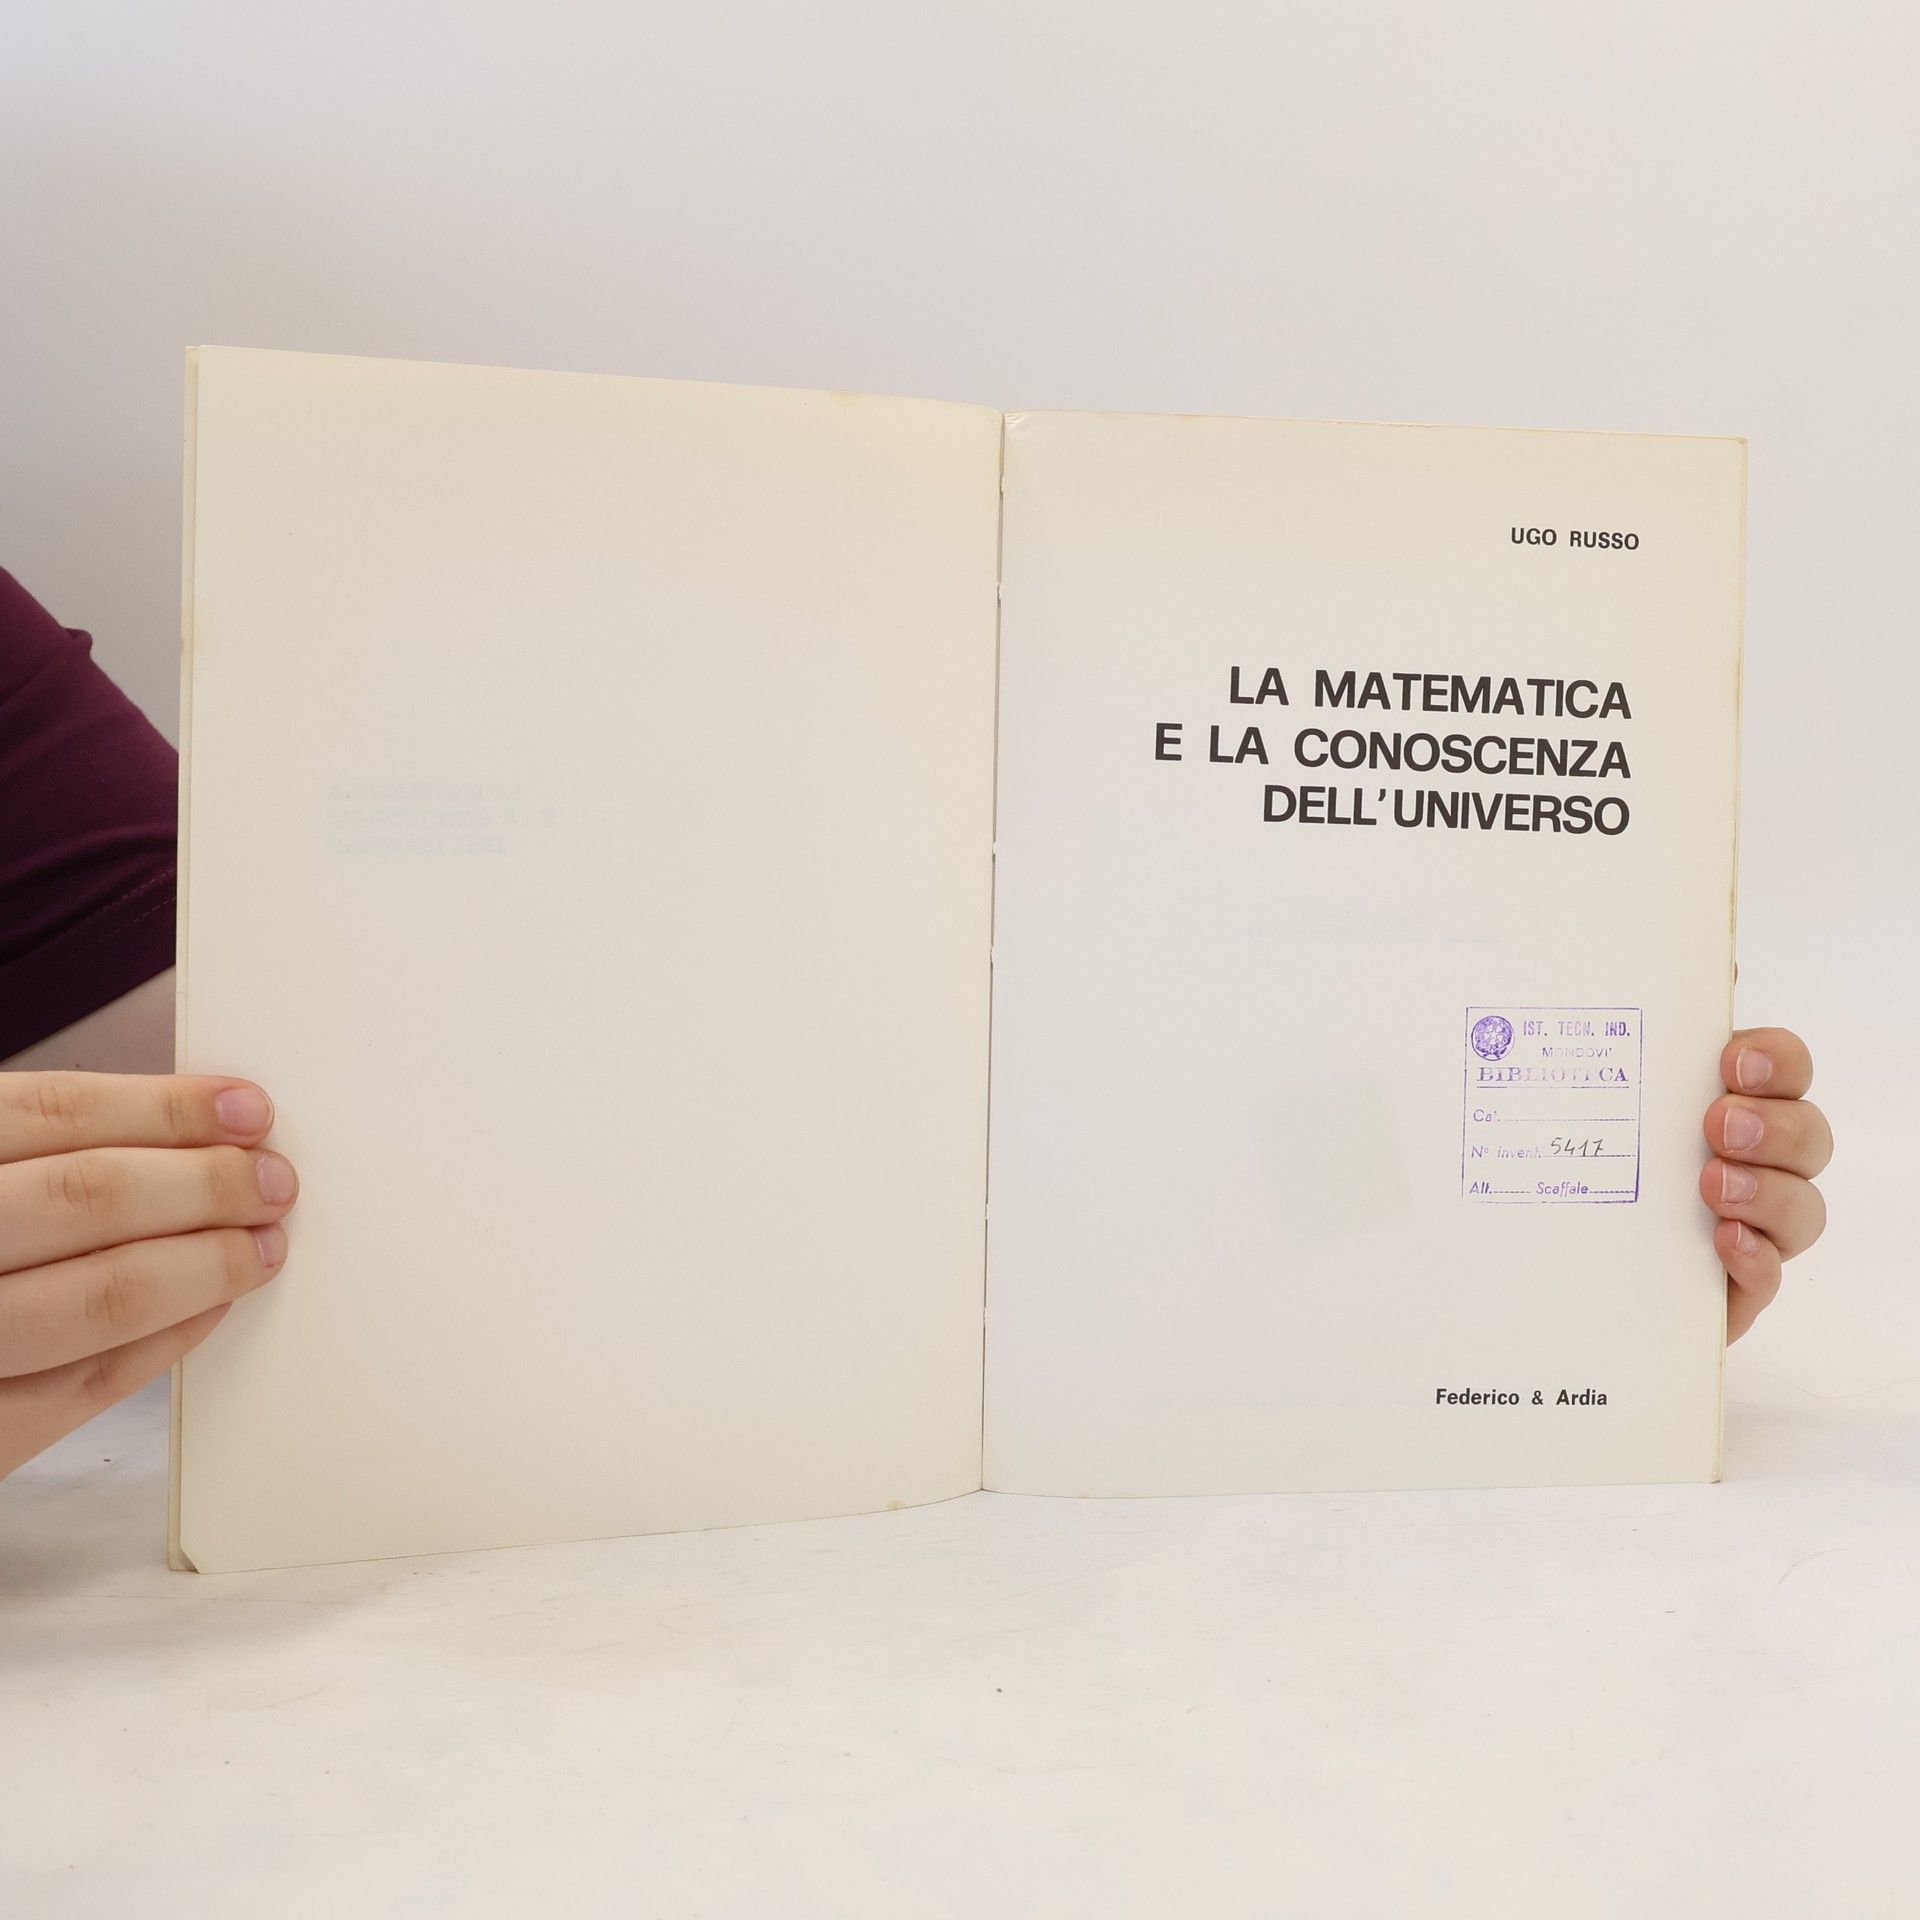 UGO RUSSO
LA MATEMATICA
E LA CONOSCENZA
DELL'UNIVERSO
IST. TECN. IND.
MONDOVI'
BIBLIOTECA
Cat.
N° invent. 5417
All. Scaffale
Federico & Ardia